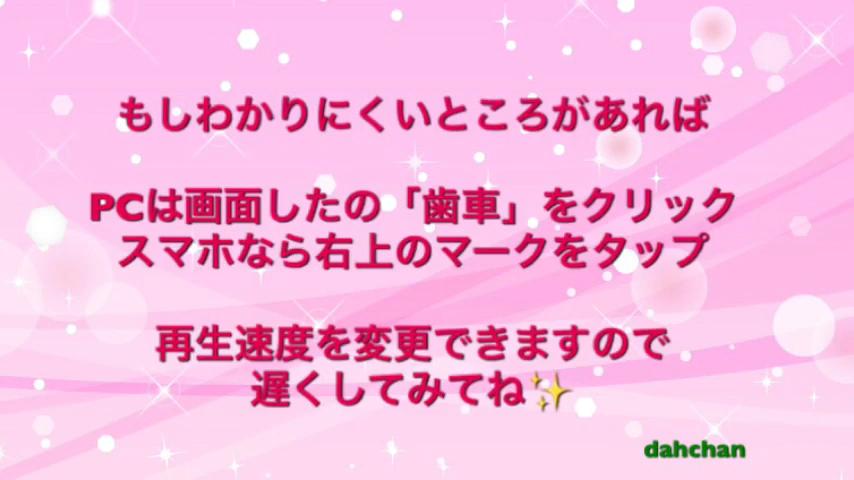 もしわかりにくいところがあれば
PCは画面したの「歯車」をクリック
スマホなら右上のマークをタップ
再生速度を変更できますので
遅くしてみてね✨
dahchan